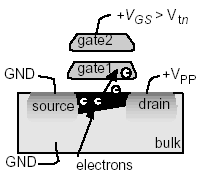 +V_GS > V_tn
gate2
gate1
GND
+V_PP
source
drain
bulk
GND
electrons